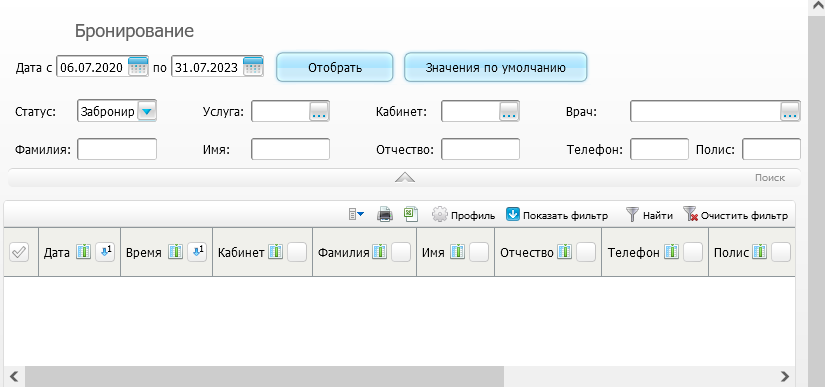 Бронирование
Дата с 06.07.2020 по 31.07.2023 Отобрать Значения по умолчанию
Статус: Забронир Услуга: ... Кабинет: ... Врач: ...
Фамилия: Имя: Отчество: Телефон: Полис:
Поиск
Профиль Показать фильтр Найти Очистить фильтр
Дата 1 Время 1 Кабинет Фамилия Имя Отчество Телефон Полис